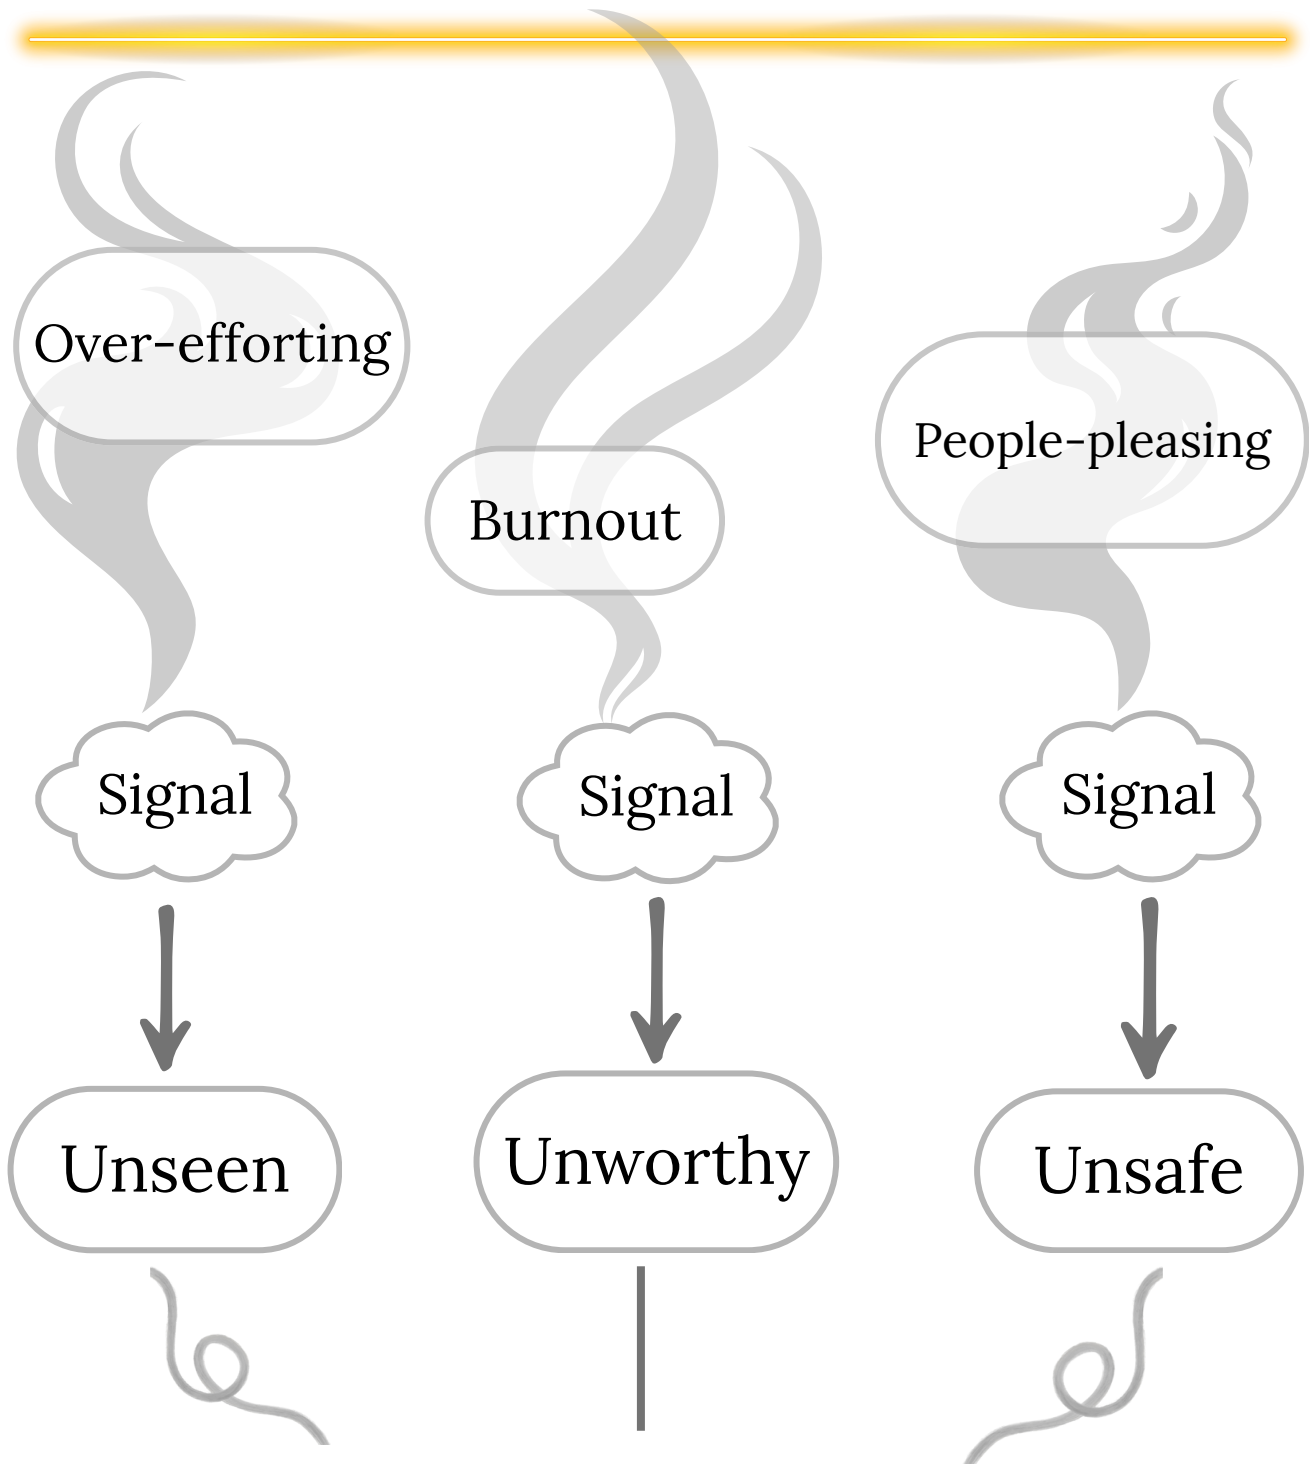 Over-efforting
Burnout
People-pleasing
Signal
Signal
Signal
Unseen
Unworthy
Unsafe